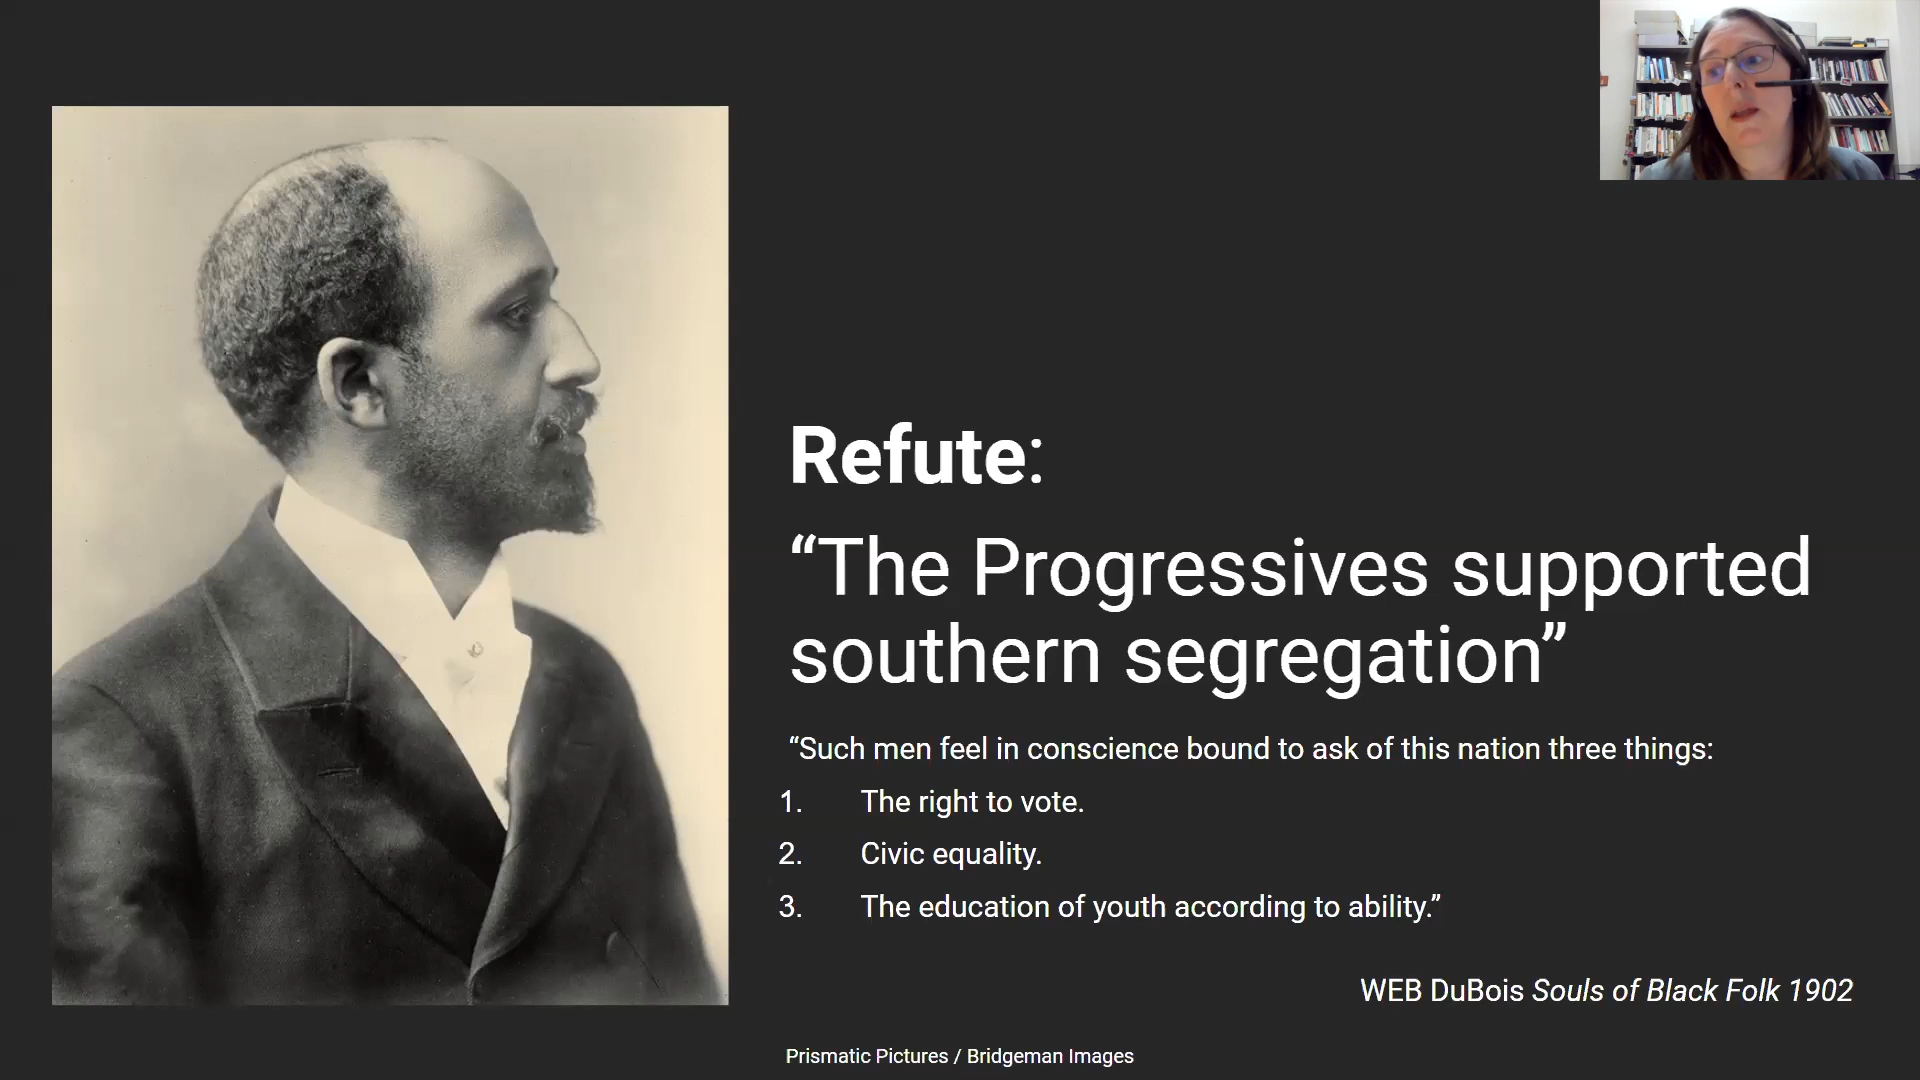 Refute:
“The Progressives supported
southern segregation”
“Such men feel in conscience bound to ask of this nation three things:
1. The right to vote.
2. Civic equality.
3. The education of youth according to ability.”
WEB DuBois Souls of Black Folk 1902
Prismatic Pictures / Bridgeman Images